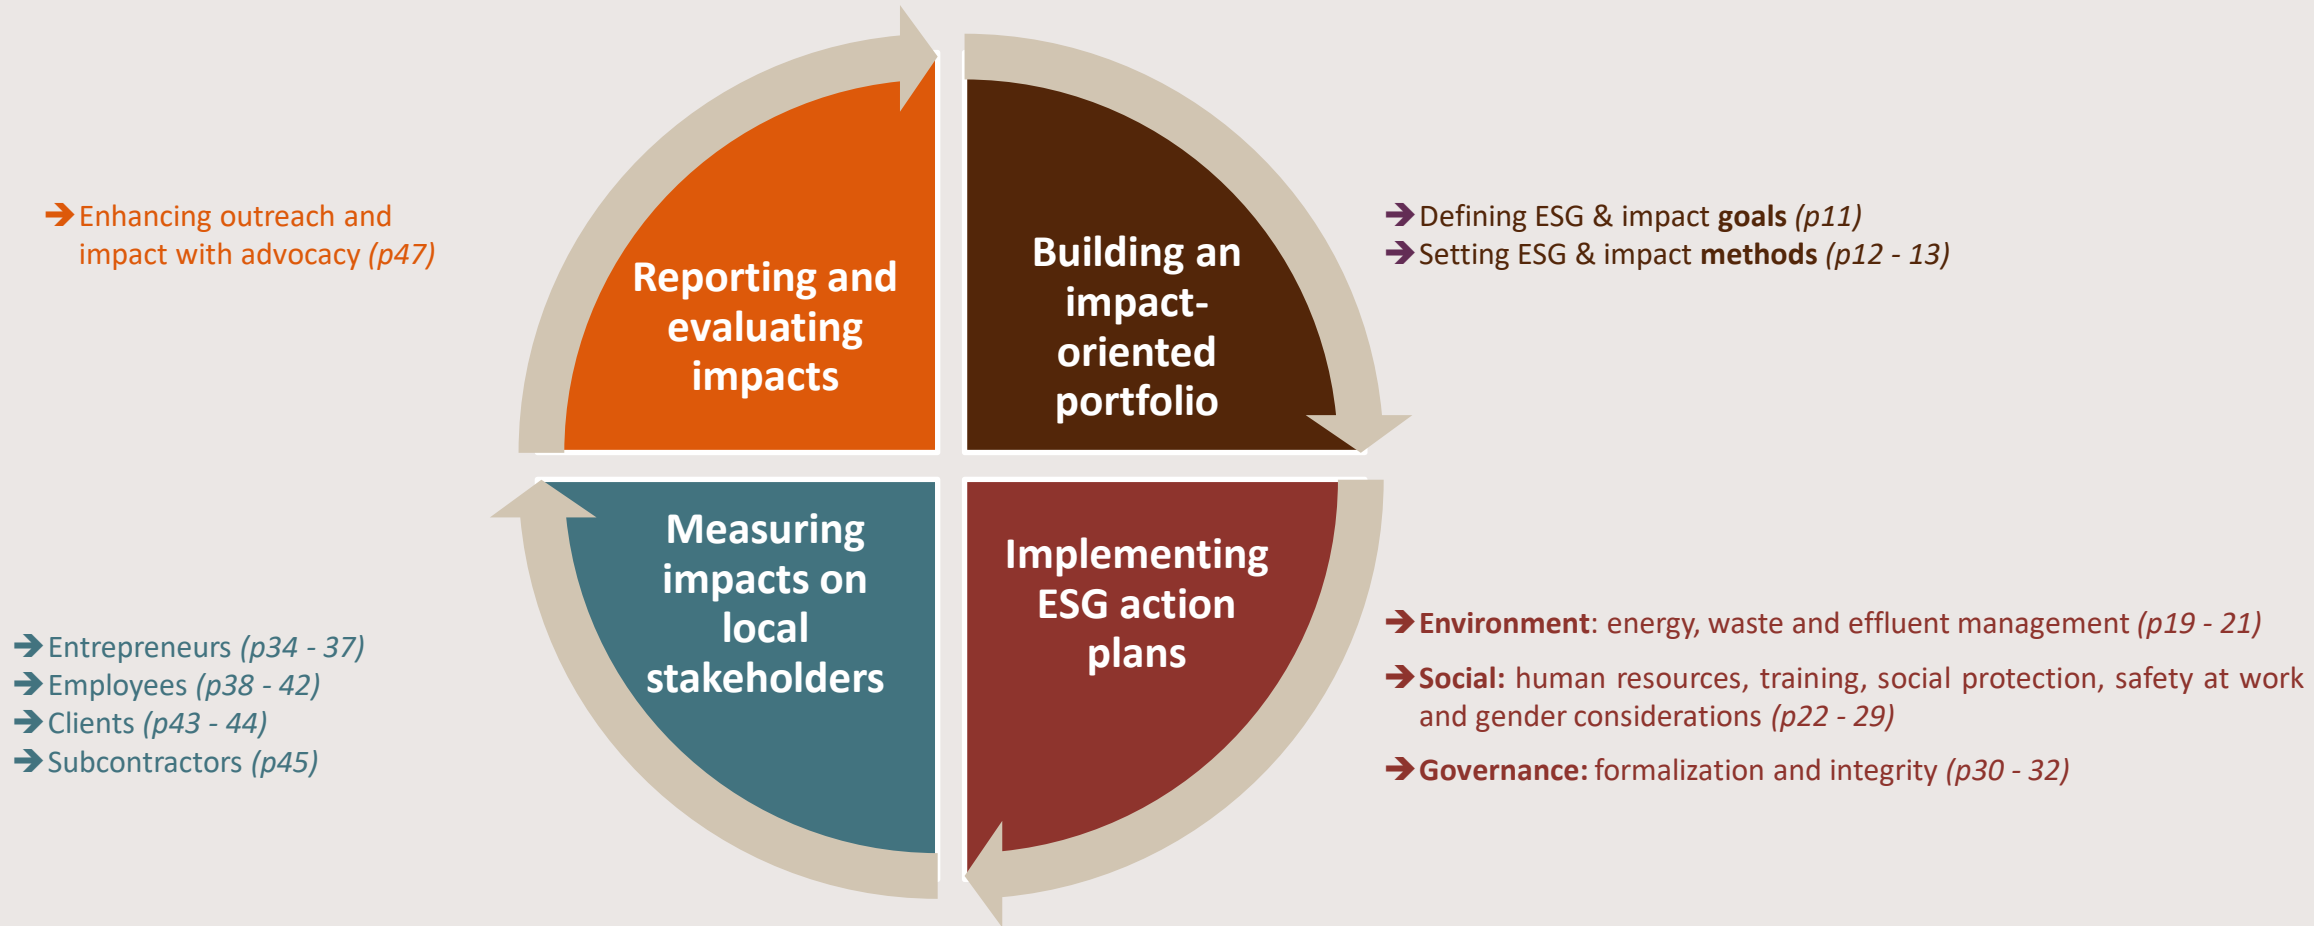 Reporting and
evaluating
impacts
Building an
impact-
oriented
portfolio
Implementing
ESG action
plans
Measuring
impacts on
local
stakeholders
➔ Enhancing outreach and
impact with advocacy (p47)
➔ Defining ESG & impact goals (p11)
➔ Setting ESG & impact methods (p12 - 13)
➔ Environment: energy, waste and effluent management (p19 - 21)
➔ Social: human resources, training, social protection, safety at work
and gender considerations (p22 - 29)
➔ Governance: formalization and integrity (p30 - 32)
➔ Entrepreneurs (p34 - 37)
➔ Employees (p38 - 42)
➔ Clients (p43 - 44)
➔ Subcontractors (p45)